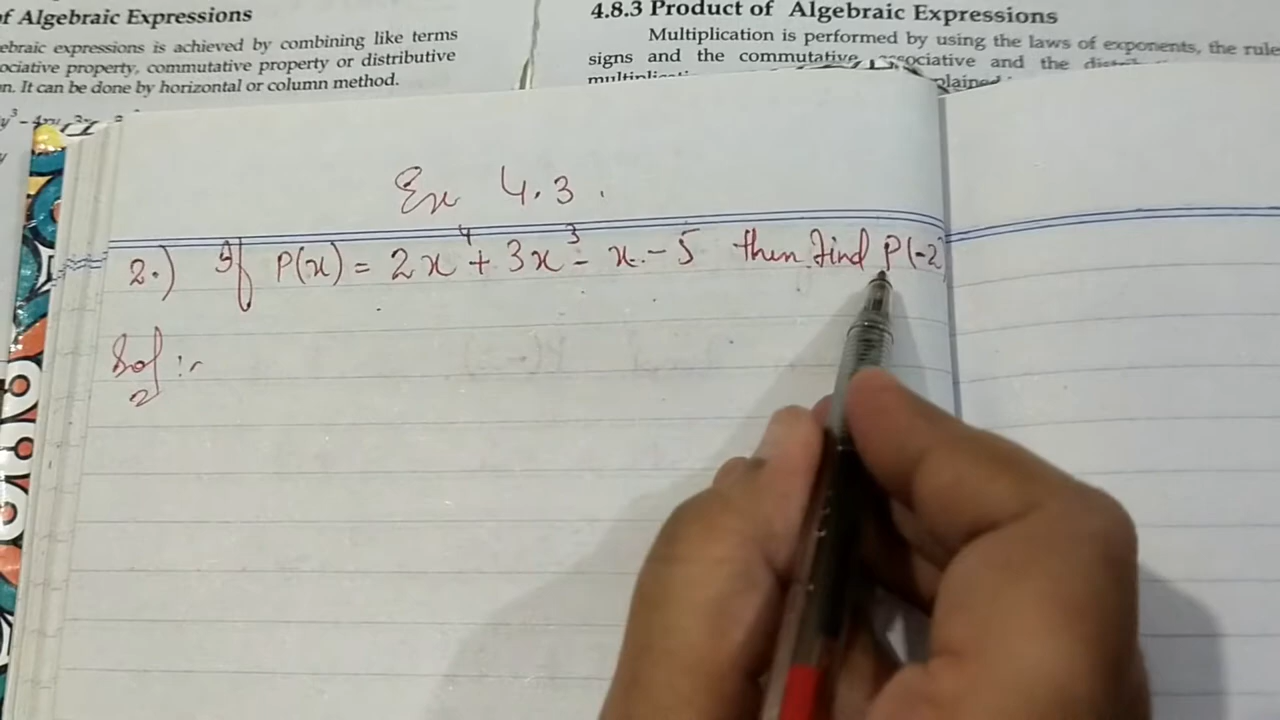 of Algebraic Expressions
ebraic expressions is achieved by combining like terms
ociative property, commutative property or distributive
n. It can be done by horizontal or column method.
4.8.3 Product of Algebraic Expressions
Multiplication is performed by using the laws of exponents, the rule
signs and the commutative, associative and the
Ex 4.3.
2.) If P(x) = 2x⁴ + 3x³ - x - 5 then find P(-2)
Sol :-